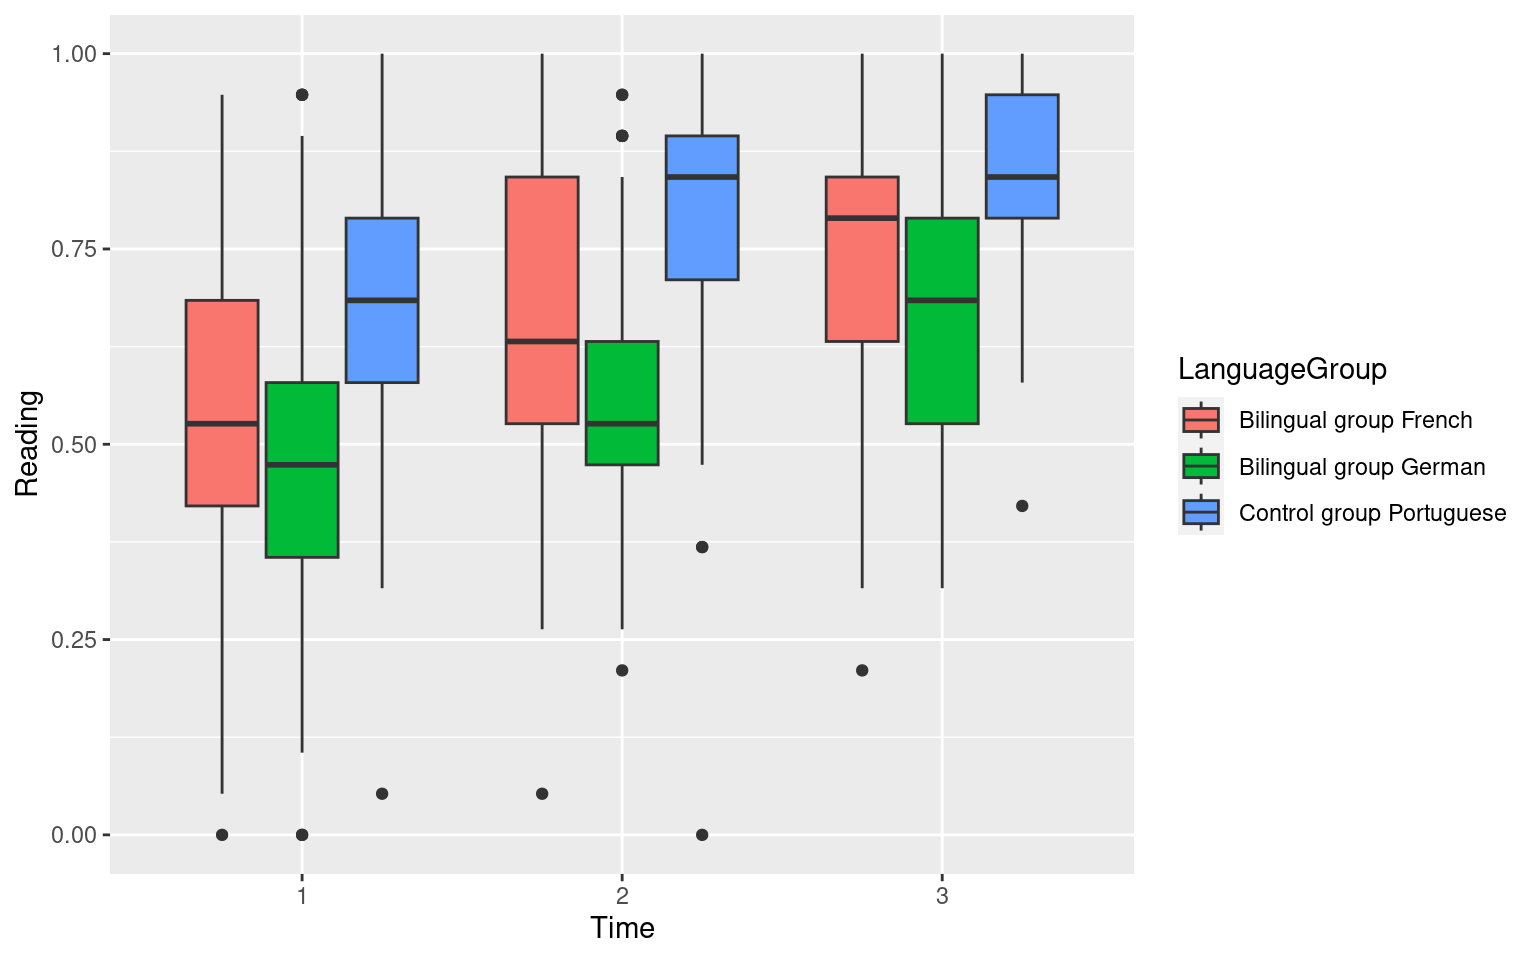 1.00
0.75
0.50
0.25
0.00
Reading
1
2
3
Time
LanguageGroup
Bilingual group French
Bilingual group German
Control group Portuguese